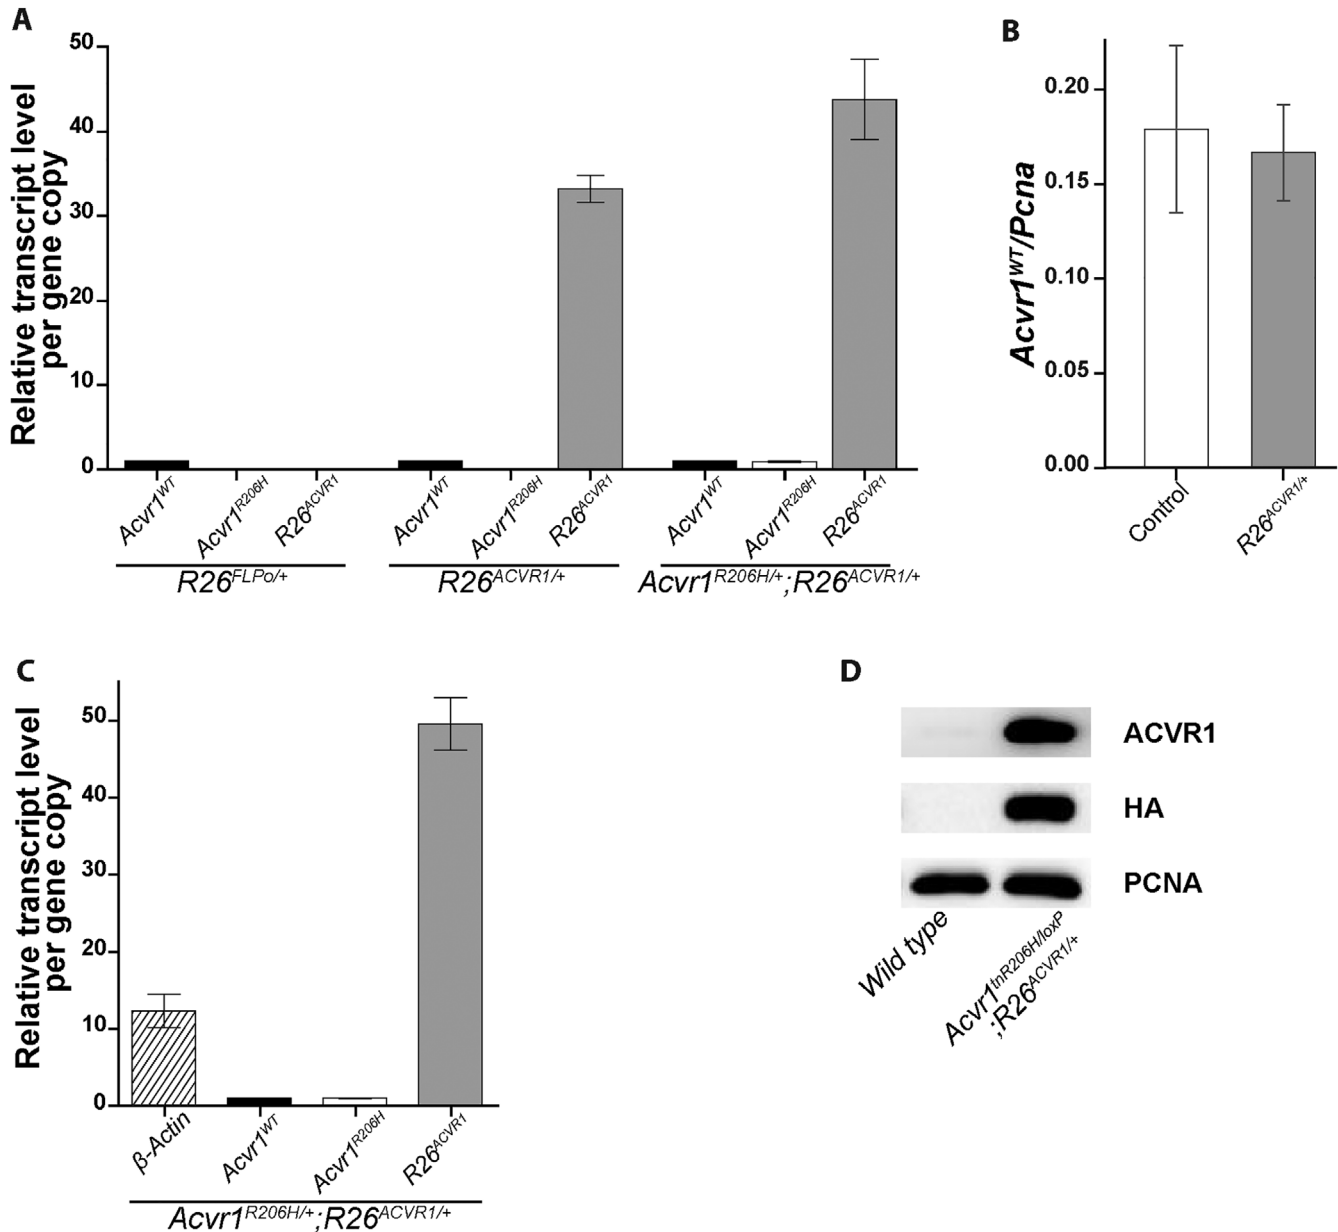 A
Relative transcript level
per gene copy
50
40
30
20
10
0
Acvr1WT
Acvr1R206H
R26ACVR1
Acvr1WT
Acvr1R206H
R26ACVR1
Acvr1WT
Acvr1R206H
R26ACVR1
R26FLPo/+
R26ACVR1/+
Acvr1R206H/+;R26ACVR1/+
B
Acvr1WT/Pcna
0.20
0.15
0.10
0.05
0.00
Control
R26ACVR1/+
C
Relative transcript level
per gene copy
50
40
30
20
10
0
β-Actin
Acvr1WT
Acvr1R206H
R26ACVR1
Acvr1R206H/+;R26ACVR1/+
D
ACVR1
HA
PCNA
Wild type
Acvr1tnR206H/loxP
;R26ACVR1/+